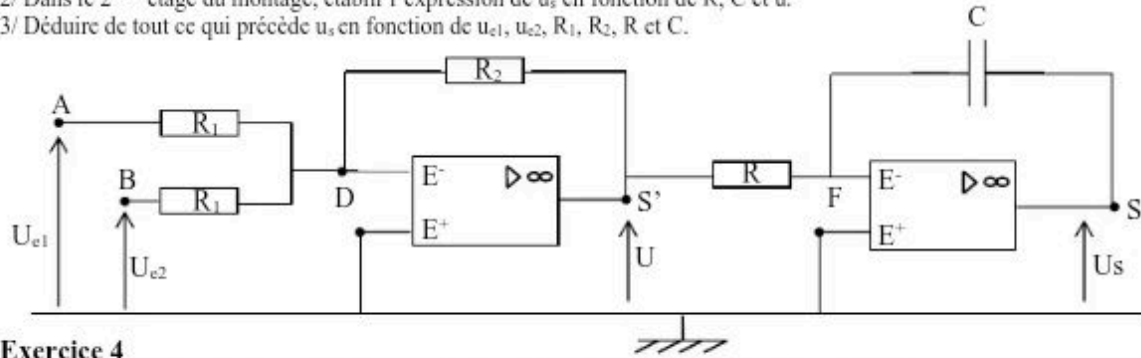 2/ Dans le 2 étage du montage, établir l'expression de uₛ en fonction de R, C et u.
3/ Déduire de tout ce qui précède uₛ en fonction de uₑ₁, uₑ₂, R₁, R₂, R et C.
C
R₂
A
R₁
B
R₁
D
E⁻ ▷ ∞
E⁺
S'
R
F
E⁻ ▷ ∞
E⁺
S
Uₑ₁
Uₑ₂
U
Us
Exercice 4